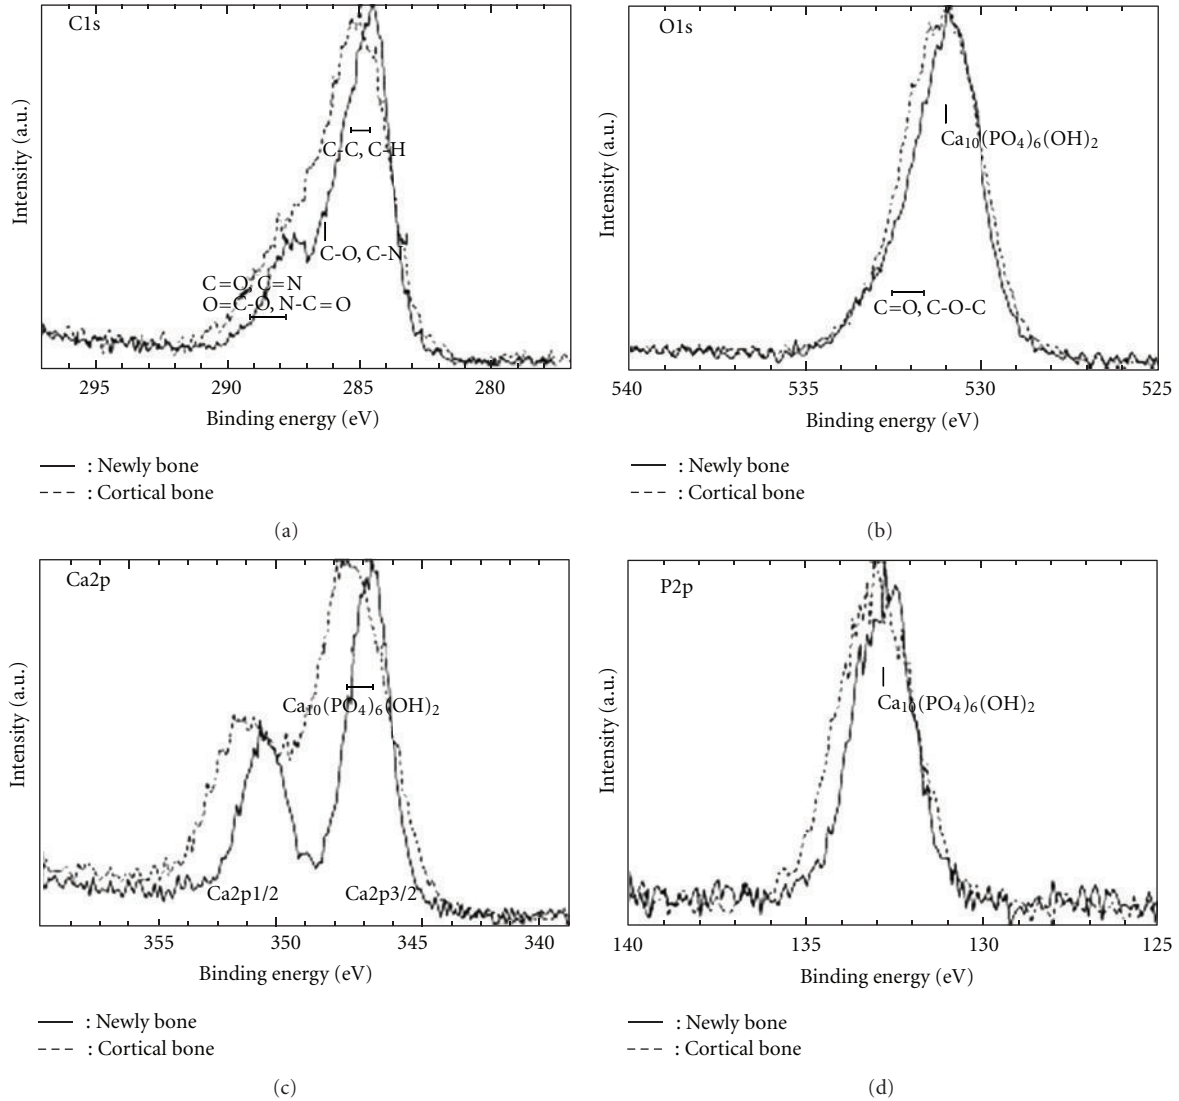 C1s
Intensity (a.u.)
C-C, C-H
C-O, C-N
C=O, C=N
O=C-O, N-C=O
295 290 285 280
Binding energy (eV)
: Newly bone
: Cortical bone
(a)
O1s
Intensity (a.u.)
Ca10(PO4)6(OH)2
C=O, C-O-C
540 535 530 525
Binding energy (eV)
: Newly bone
: Cortical bone
(b)
Ca2p
Intensity (a.u.)
Ca10(PO4)6(OH)2
Ca2p1/2 Ca2p3/2
355 350 345 340
Binding energy (eV)
: Newly bone
: Cortical bone
(c)
P2p
Intensity (a.u.)
Ca10(PO4)6(OH)2
140 135 130 125
Binding energy (eV)
: Newly bone
: Cortical bone
(d)